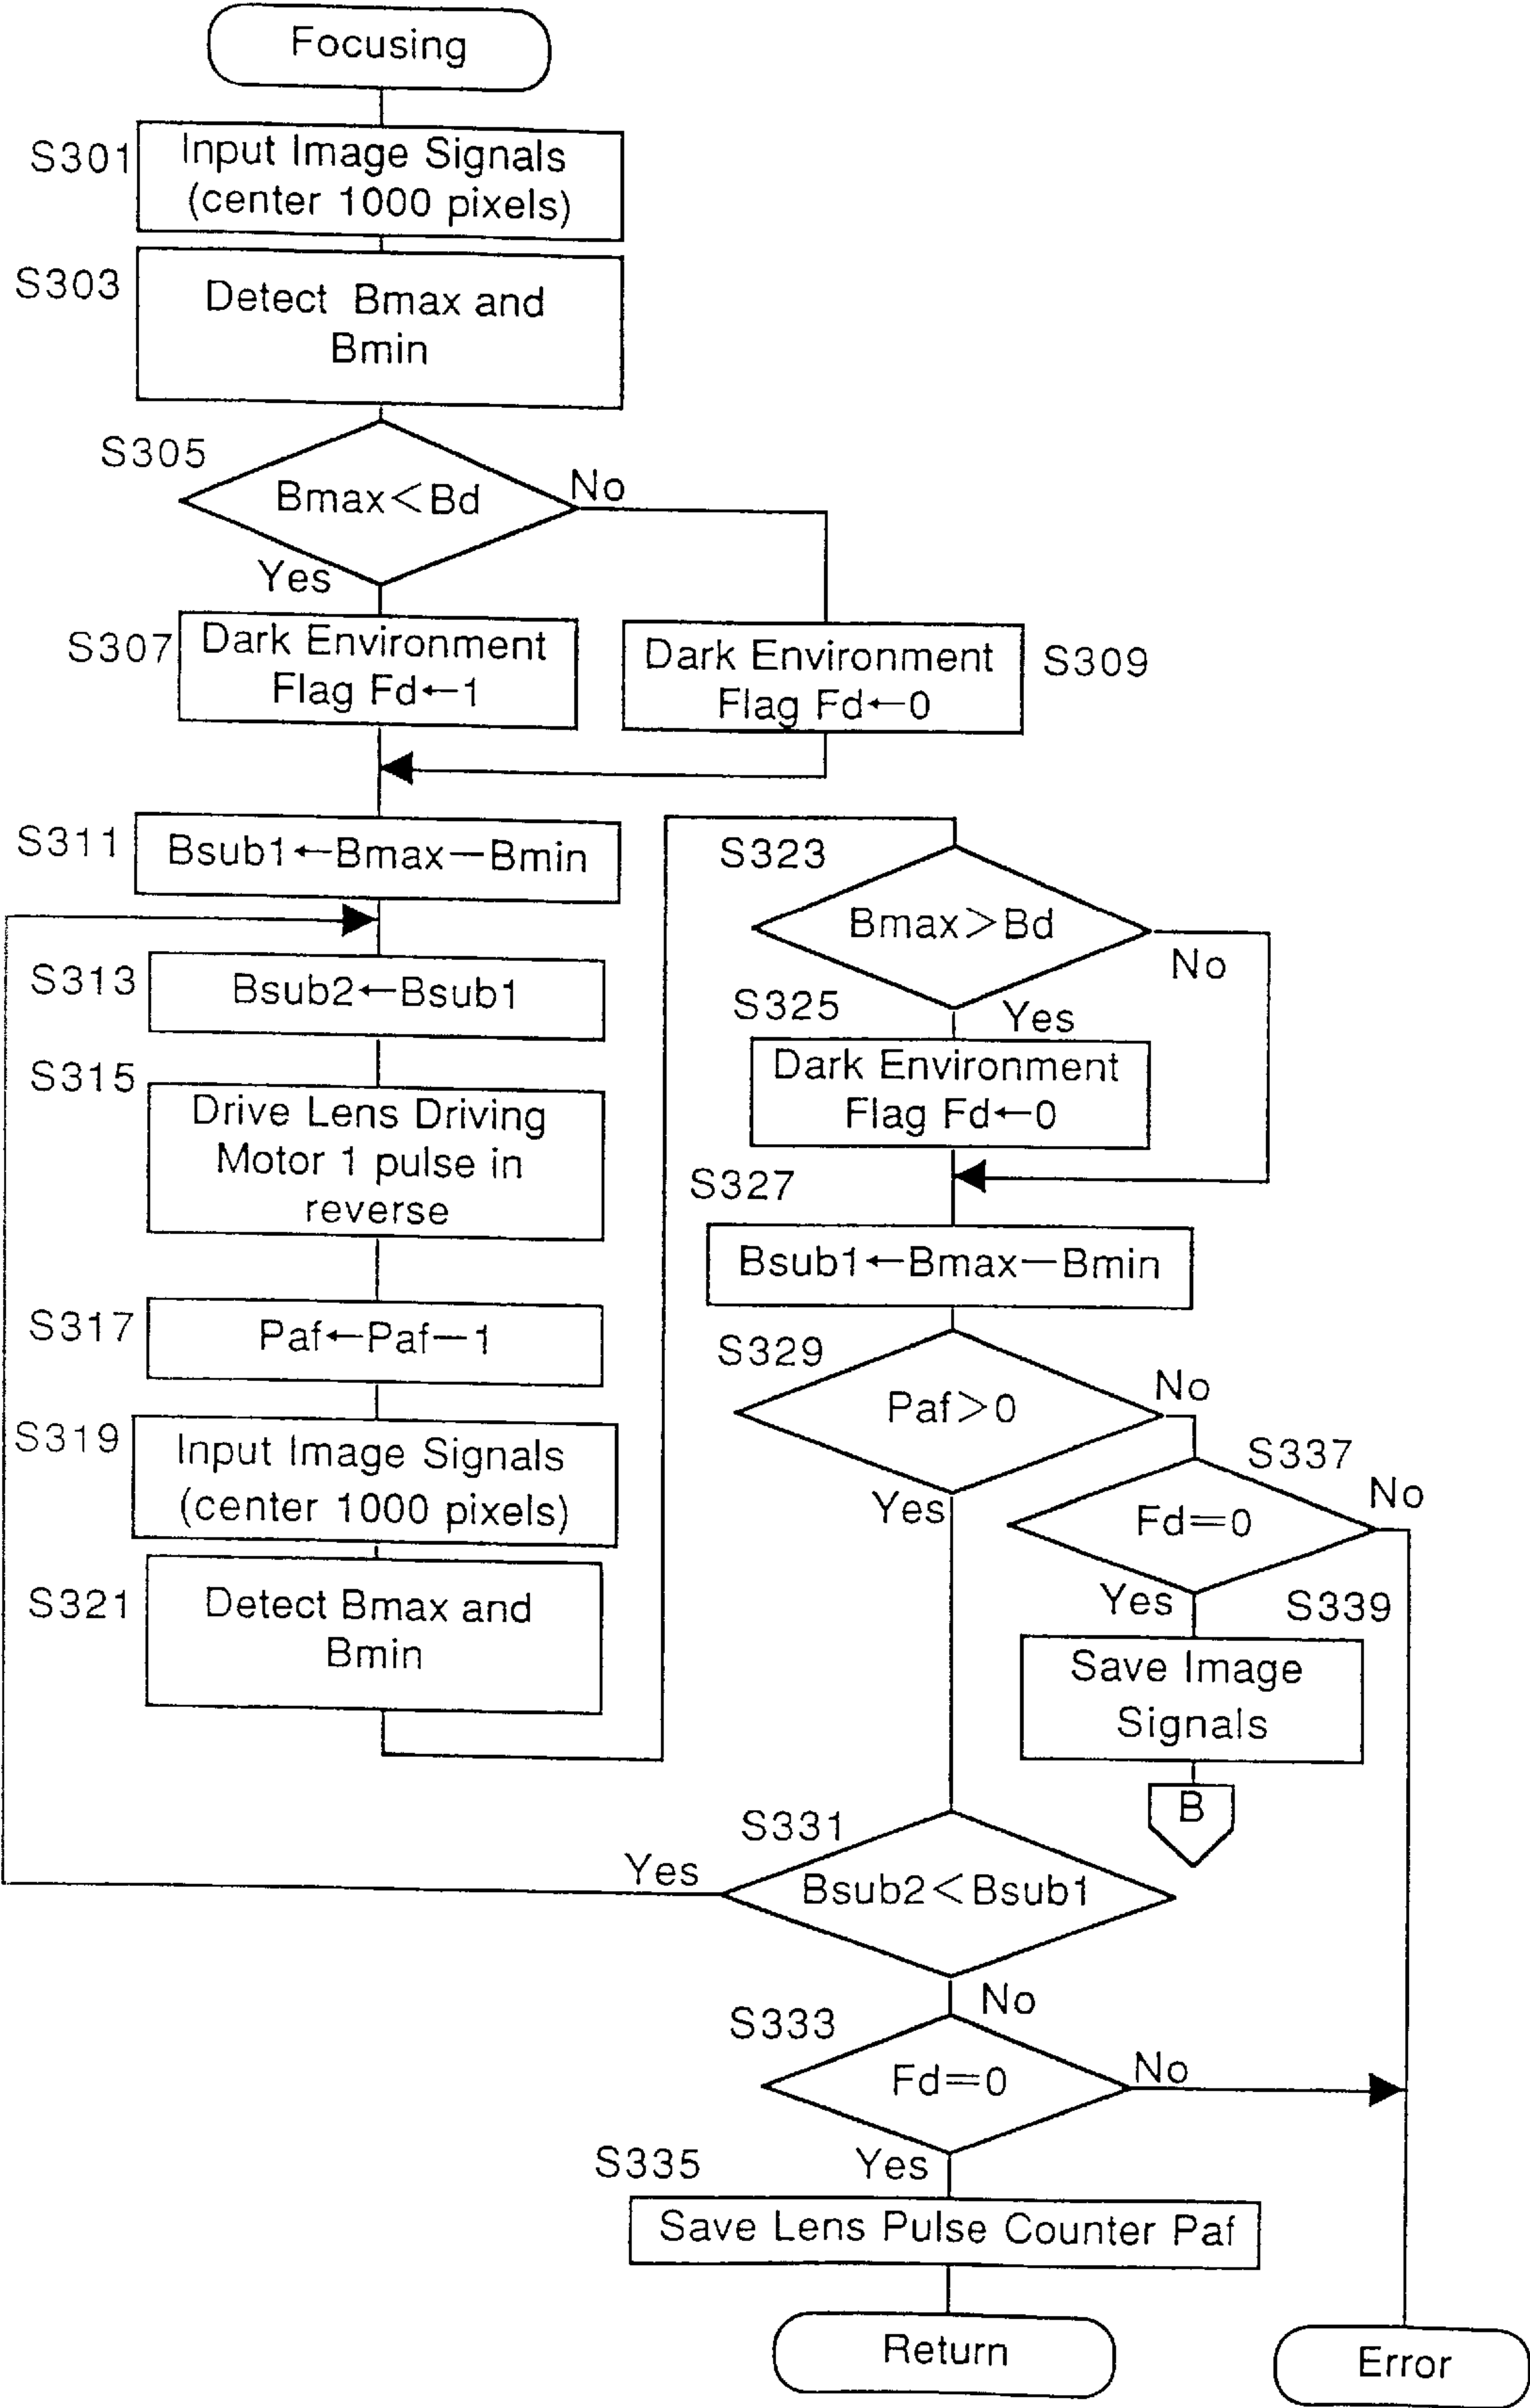 Focusing
S301
Input Image Signals
(center 1000 pixels)
S303
Detect Bmax and
Bmin
S305
Bmax<Bd
No
Yes
S307
Dark Environment
Flag Fd←1
Dark Environment
Flag Fd←0
S309
S311
Bsub1←Bmax−Bmin
S313
Bsub2←Bsub1
S315
Drive Lens Driving
Motor 1 pulse in
reverse
S317
Paf←Paf−1
S319
Input Image Signals
(center 1000 pixels)
S321
Detect Bmax and
Bmin
S323
Bmax>Bd
No
Yes
S325
Dark Environment
Flag Fd←0
S327
Bsub1←Bmax−Bmin
S329
Paf>0
No
Yes
S337
Fd=0
No
Yes
S339
Save Image
Signals
B
S331
Bsub2<Bsub1
Yes
No
S333
Fd=0
No
Yes
S335
Save Lens Pulse Counter Paf
Return
Error